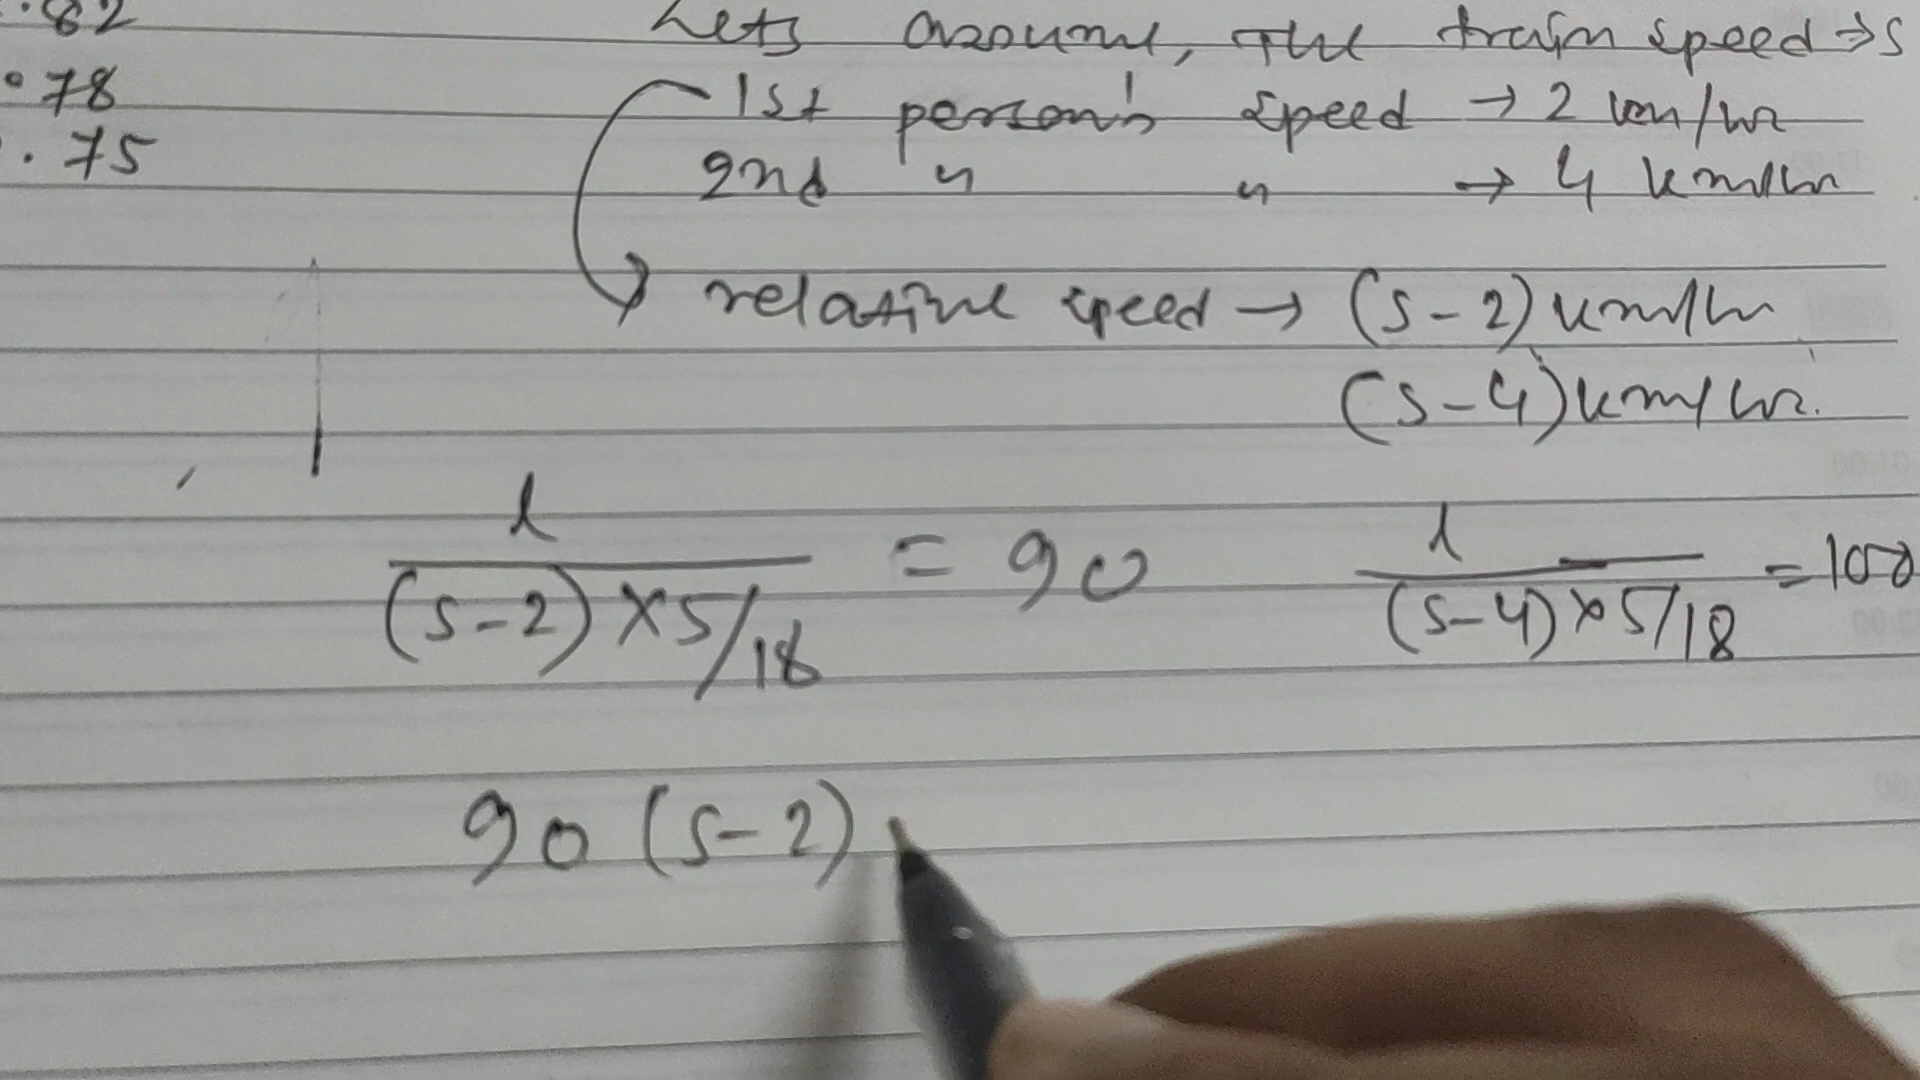 .82
Lets assume, The train speed → S
.78
1st person's speed → 2 km/hr
.75
2nd " " → 4 km/hr
relative speed → (S-2) km/hr
(S-4) km/hr.
l/(S-2)×5/18 = 90
l/(S-4)×5/18 = 100
90 (S-2)